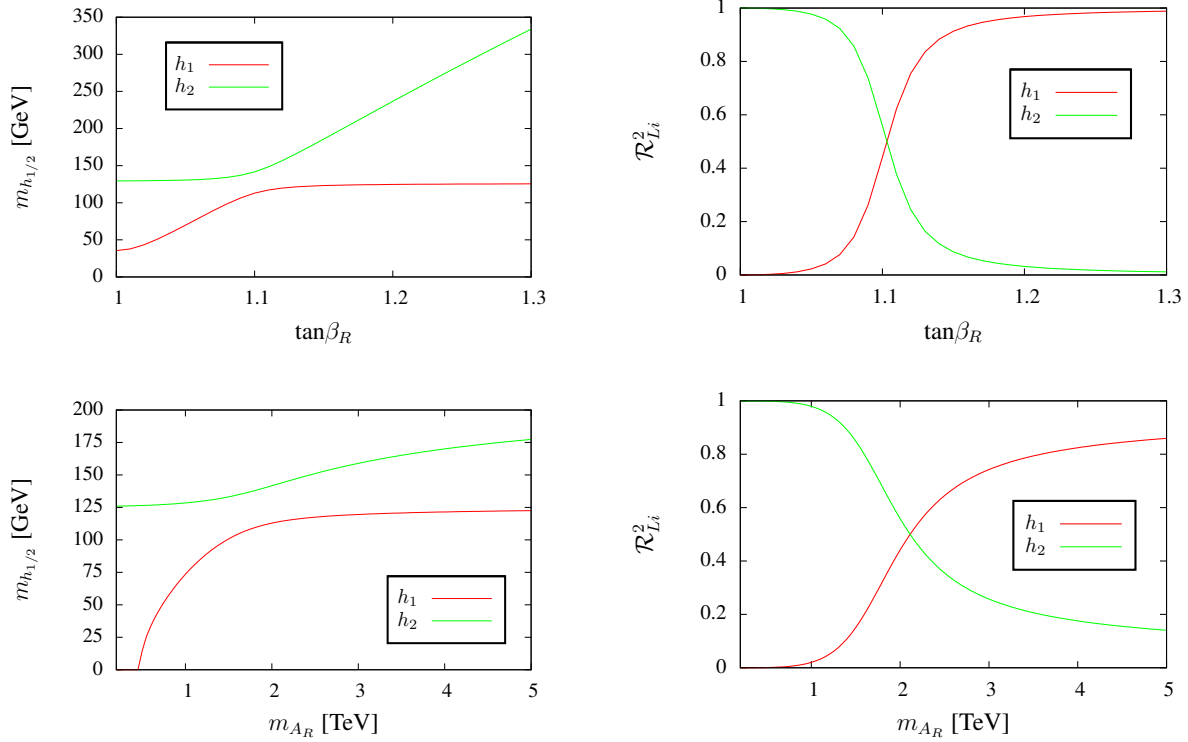 m_{h_{1/2}} [GeV]
350
300
250
200
150
100
50
0
h_1
h_2
1
1.1
1.2
1.3
tanβ_R
R^2_{Li}
1
0.8
0.6
0.4
0.2
0
h_1
h_2
1
1.1
1.2
1.3
tanβ_R
m_{h_{1/2}} [GeV]
200
175
150
125
100
75
50
25
0
h_1
h_2
1
2
3
4
5
m_{A_R} [TeV]
R^2_{Li}
1
0.8
0.6
0.4
0.2
0
h_1
h_2
1
2
3
4
5
m_{A_R} [TeV]